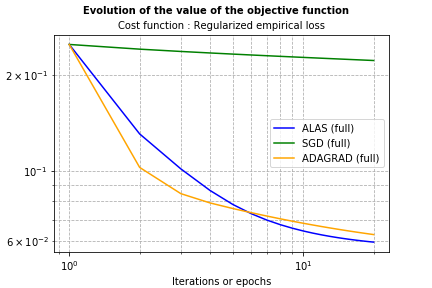 Evolution of the value of the objective function
Cost function : Regularized empirical loss
2 × 10⁻¹
10⁻¹
6 × 10⁻²
ALAS (full)
SGD (full)
ADAGRAD (full)
10⁰
10¹
Iterations or epochs